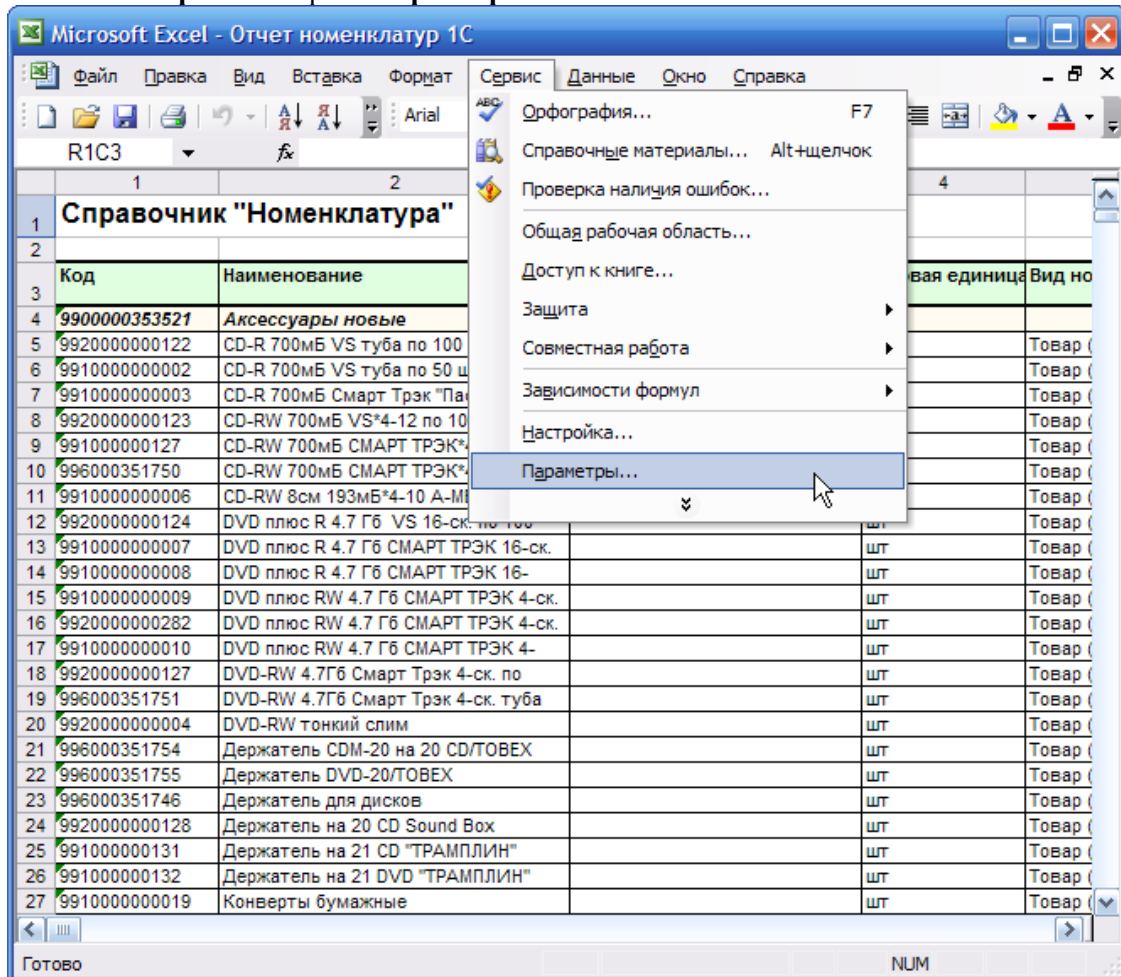 Microsoft Excel - Отчет номенклатур 1С
Файл Правка Вид Вставка Формат Сервис Данные Окно Справка
Arial
R1C3 fx
Орфография... F7
Справочные материалы... Alt+щелчок
Проверка наличия ошибок...
Общая рабочая область...
Доступ к книге...
Защита
Совместная работа
Зависимости формул
Настройка...
Параметры...
1 2 4
1 Справочник "Номенклатура"
2
3 Код Наименование вая единица Вид но
4 9900000353521 Аксессуары новые
5 9920000000122 CD-R 700мБ VS туба по 100 Товар (
6 9910000000002 CD-R 700мБ VS туба по 50 ш Товар (
7 9910000000003 CD-R 700мБ Смарт Трэк "Па Товар (
8 9920000000123 CD-RW 700мБ VS*4-12 по 10 Товар (
9 991000000127 CD-RW 700мБ СМАРТ ТРЭК*4 Товар (
10 996000351750 CD-RW 700мБ СМАРТ ТРЭК*4 Товар (
11 9910000000006 CD-RW 8см 193мБ*4-10 А-МЕ Товар (
12 9920000000124 DVD плюс R 4.7 Гб VS 16-ск. по 100 шт Товар (
13 9910000000007 DVD плюс R 4.7 Гб СМАРТ ТРЭК 16-ск. шт Товар (
14 9910000000008 DVD плюс R 4.7 Гб СМАРТ ТРЭК 16- шт Товар (
15 9910000000009 DVD плюс RW 4.7 Гб СМАРТ ТРЭК 4-ск. шт Товар (
16 9920000000282 DVD плюс RW 4.7 Гб СМАРТ ТРЭК 4-ск. шт Товар (
17 9910000000010 DVD плюс RW 4.7 Гб СМАРТ ТРЭК 4- шт Товар (
18 9920000000127 DVD-RW 4.7Гб Смарт Трэк 4-ск. по шт Товар (
19 996000351751 DVD-RW 4.7Гб Смарт Трэк 4-ск. туба шт Товар (
20 9920000000004 DVD-RW тонкий слим шт Товар (
21 996000351754 Держатель CDM-20 на 20 CD/TOBEX шт Товар (
22 996000351755 Держатель DVD-20/TOBEX шт Товар (
23 996000351746 Держатель для дисков шт Товар (
24 9920000000128 Держатель на 20 CD Sound Box шт Товар (
25 991000000131 Держатель на 21 CD "ТРАМПЛИН" шт Товар (
26 991000000132 Держатель на 21 DVD "ТРАМПЛИН" шт Товар (
27 9910000000019 Конверты бумажные шт Товар (
Готово NUM